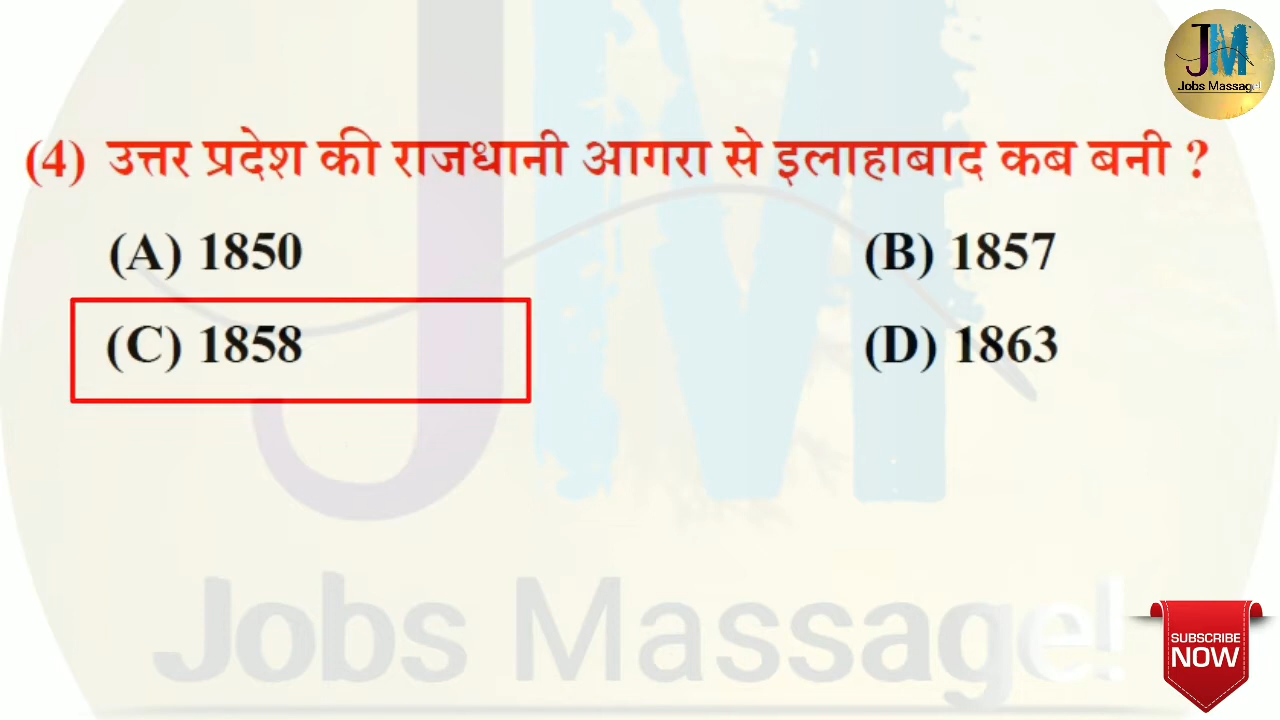 JM
Jobs Massage!
(4) उत्तर प्रदेश की राजधानी आगरा से इलाहाबाद कब बनी ?
(A) 1850
(B) 1857
(C) 1858
(D) 1863
Jobs Massage!
SUBSCRIBE
NOW